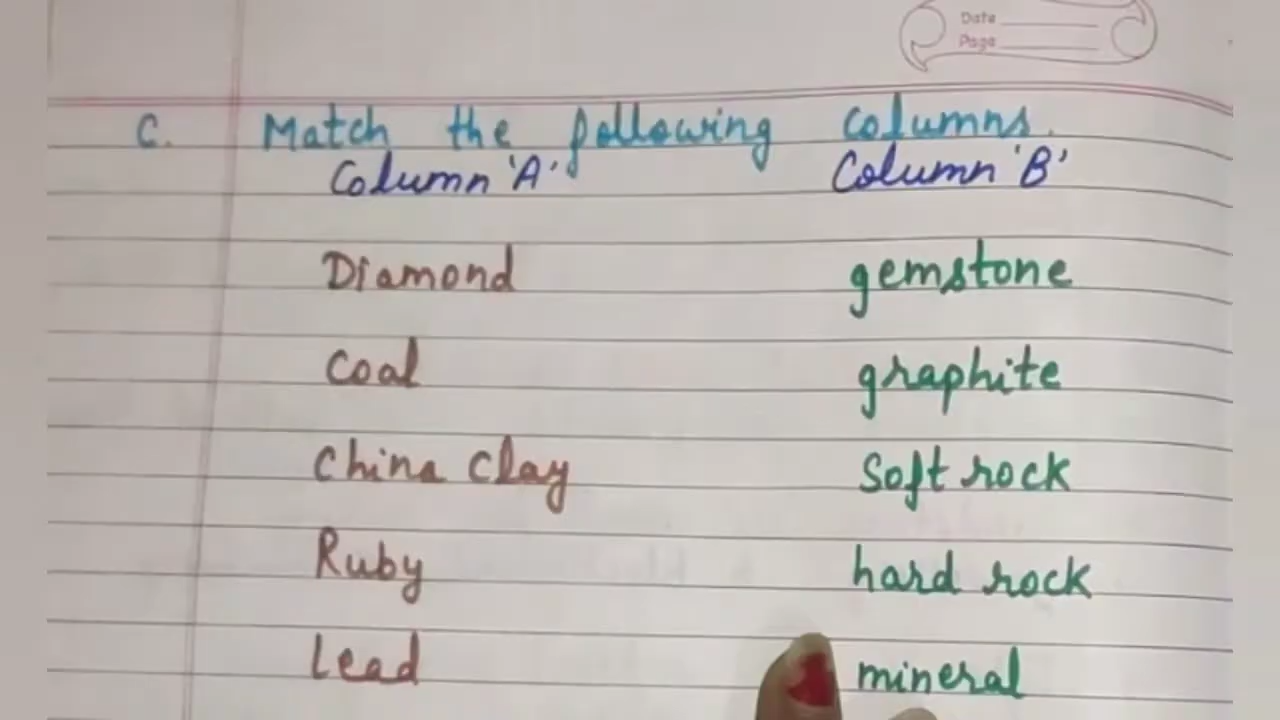 Date
Page
C. Match the following columns.
Column 'A' Column 'B'
Diamond gemstone
Coal graphite
China Clay Soft rock
Ruby hard rock
Lead mineral